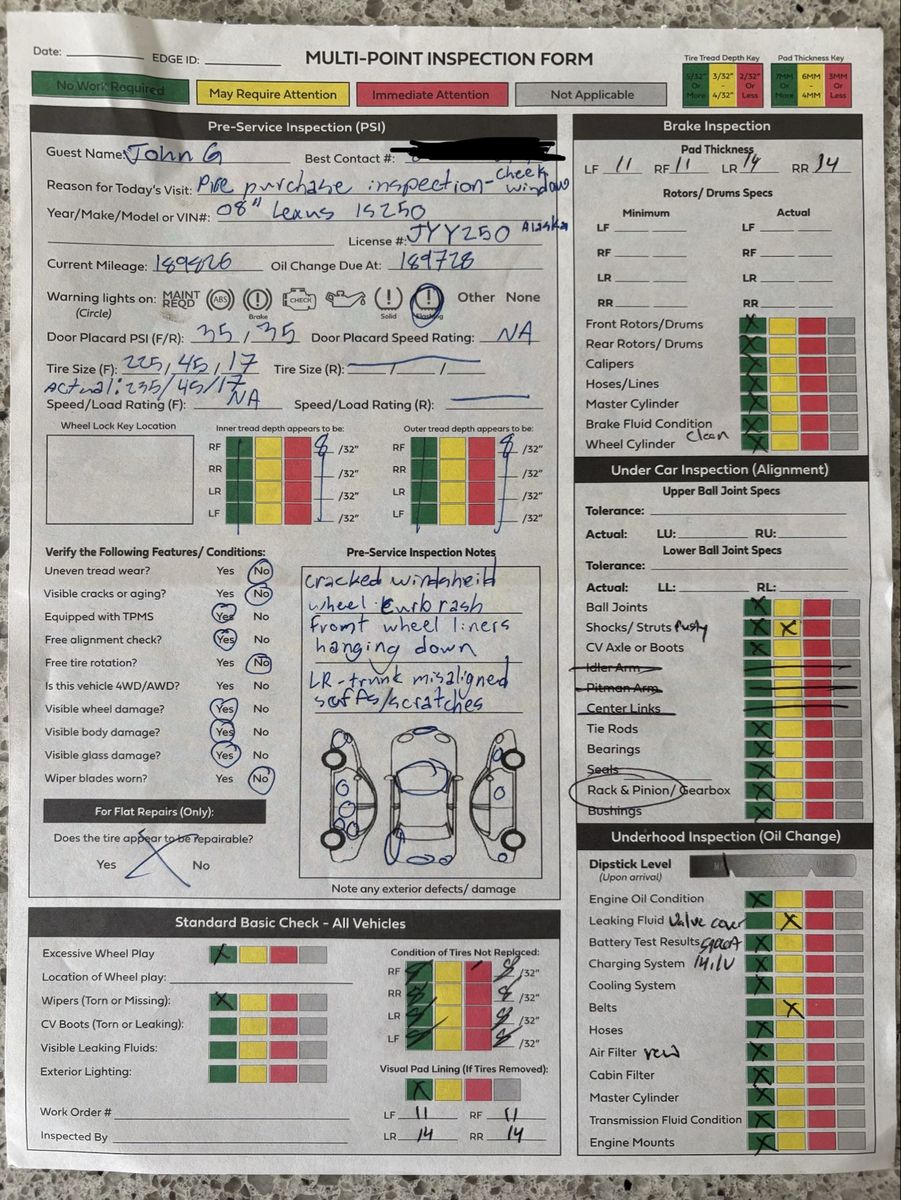 Date: ________ EDGE ID: ________ MULTI-POINT INSPECTION FORM
No Work Required May Require Attention Immediate Attention Not Applicable
Tire Tread Depth Key Pad Thickness Key
5/32" Or More 3/32" - 4/32" 2/32" Or Less 7MM Or More 6MM - 4MM 3MM Or Less
Pre-Service Inspection (PSI)
Guest Name: John G Best Contact #:
Reason for Today's Visit: Pre purchase inspection - Check window
Year/Make/Model or VIN#: 08" Lexus IS250
License #: JYY250 Alaska
Current Mileage: 189826 Oil Change Due At: 189728
Warning lights on: MAINT REQD ABS CHECK Other None
(Circle) Brake Solid
Door Placard PSI (F/R): 35 / 35 Door Placard Speed Rating: NA
Tire Size (F): 225 / 45 / 17 Tire Size (R): / /
Actual: 235/45/17
Speed/Load Rating (F): NA Speed/Load Rating (R):
Wheel Lock Key Location
Inner tread depth appears to be: Outer tread depth appears to be:
RF 8 /32" RF 8 /32"
RR /32" RR /32"
LR /32" LR /32"
LF /32" LF /32"
Verify the Following Features/ Conditions:
Uneven tread wear? Yes No
Visible cracks or aging? Yes No
Equipped with TPMS Yes No
Free alignment check? Yes No
Free tire rotation? Yes No
Is this vehicle 4WD/AWD? Yes No
Visible wheel damage? Yes No
Visible body damage? Yes No
Visible glass damage? Yes No
Wiper blades worn? Yes No
For Flat Repairs (Only):
Does the tire appear to be repairable?
Yes No
Pre-Service Inspection Notes
cracked windsheild
wheel curb rash
front wheel liners
hanging down
LR-trunk misaligned
scffs/scratches
Note any exterior defects/ damage
Standard Basic Check - All Vehicles
Excessive Wheel Play
Location of Wheel play:
Wipers (Torn or Missing):
CV Boots (Torn or Leaking):
Visible Leaking Fluids:
Exterior Lighting:
Work Order #
Inspected By
Condition of Tires Not Replaced:
RF 8 /32"
RR 8 /32"
LR 8 /32"
LF 8 /32"
Visual Pad Lining (If Tires Removed):
X
LF 11 RF 11
LR 14 RR 14
Brake Inspection
Pad Thickness
LF 11 RF 11 LR 14 RR 14
Rotors/ Drums Specs
Minimum Actual
LF LF
RF RF
LR LR
RR RR
Front Rotors/Drums X
Rear Rotors/ Drums X
Calipers X
Hoses/Lines X
Master Cylinder X
Brake Fluid Condition X
Wheel Cylinder Clean X
Under Car Inspection (Alignment)
Upper Ball Joint Specs
Tolerance:
Actual: LU: RU:
Lower Ball Joint Specs
Tolerance:
Actual: LL: RL:
Ball Joints X
Shocks/ Struts Rusty X X
CV Axle or Boots X
Idler Arm
Pitman Arm
Center Links
Tie Rods X
Bearings X
Seals X
Rack & Pinion/ Gearbox X
Bushings X
Underhood Inspection (Oil Change)
Dipstick Level
(Upon arrival)
Engine Oil Condition X
Leaking Fluid Valve cover X
Battery Test Results X
Charging System 14.1V X
Cooling System X
Belts X
Hoses X
Air Filter new X
Cabin Filter X
Master Cylinder X
Transmission Fluid Condition X
Engine Mounts X